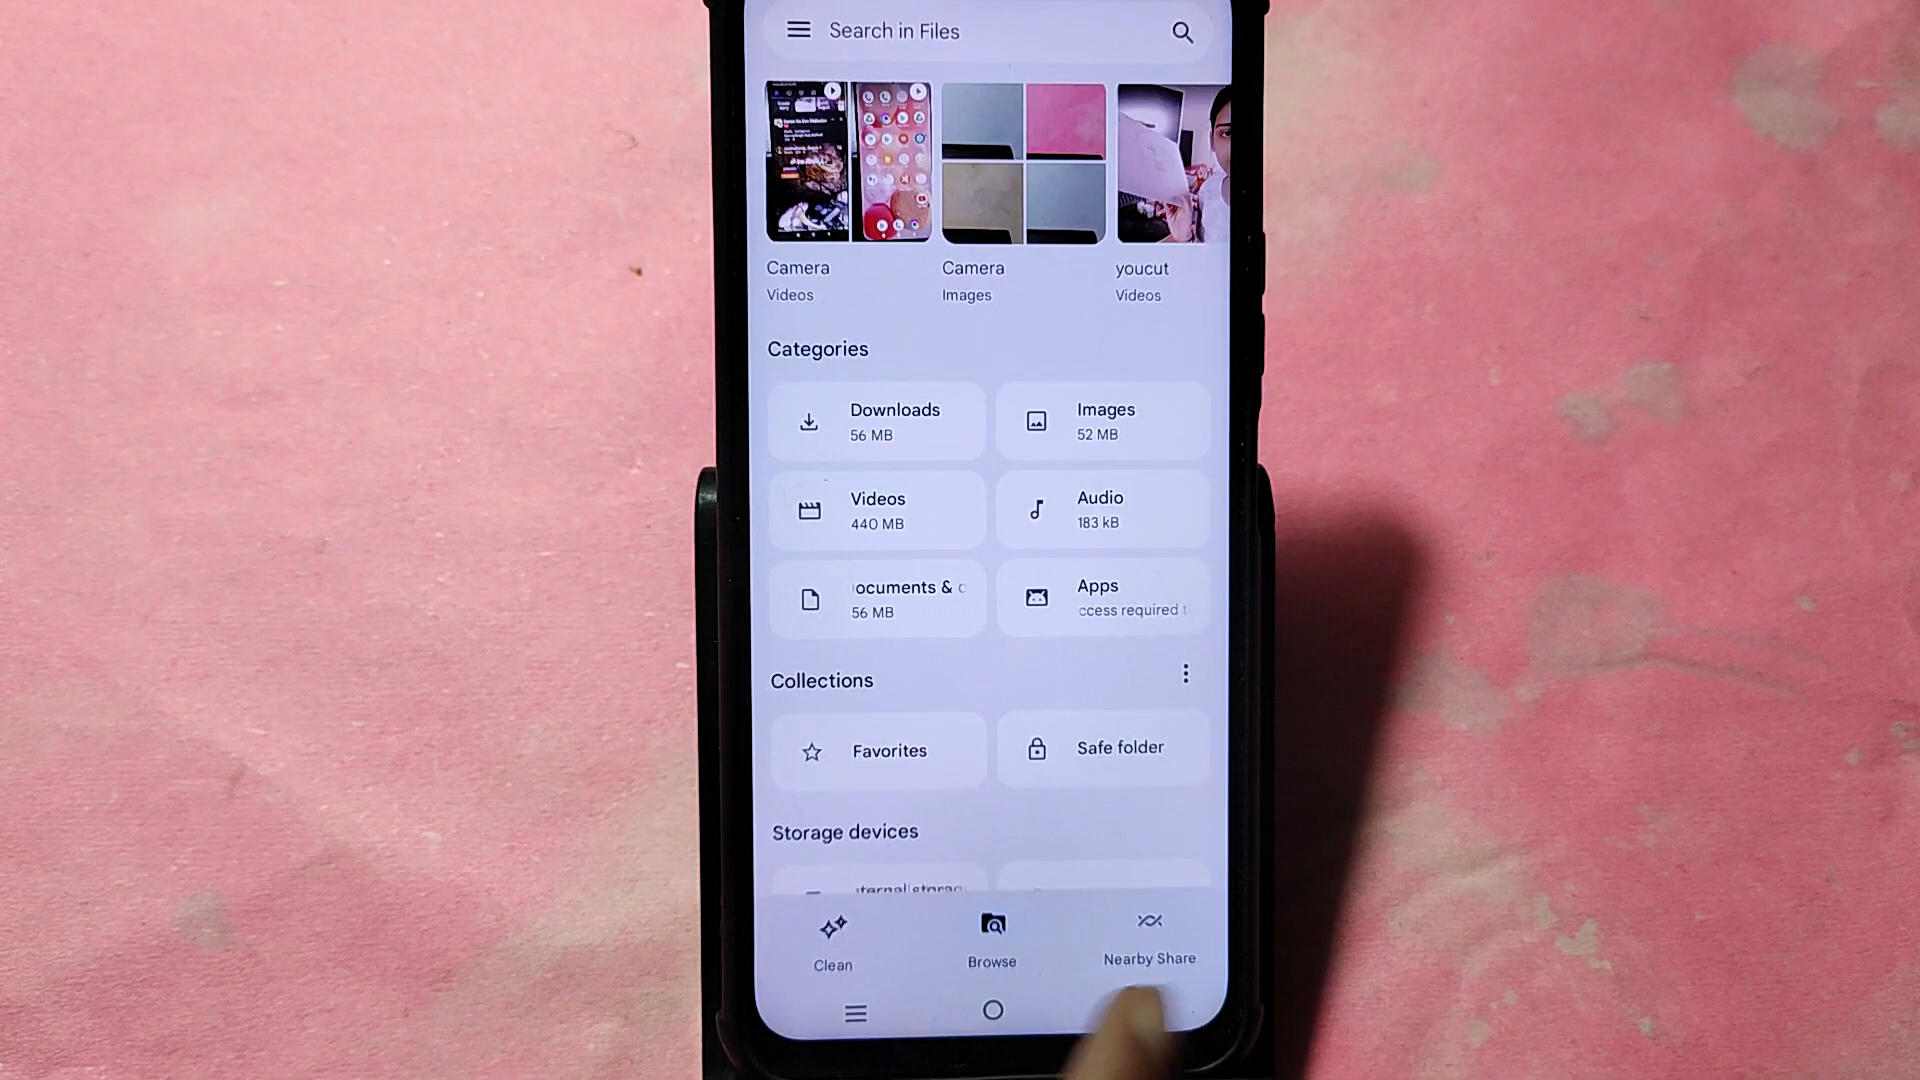 Search in Files
Camera
Videos
Camera
Images
youcut
Videos
Categories
Downloads
56 MB
Images
52 MB
Videos
440 MB
Audio
183 kB
ocuments & c
56 MB
Apps
ccess required t
Collections
Favorites
Safe folder
Storage devices
ternal storag
Clean
Browse
Nearby Share